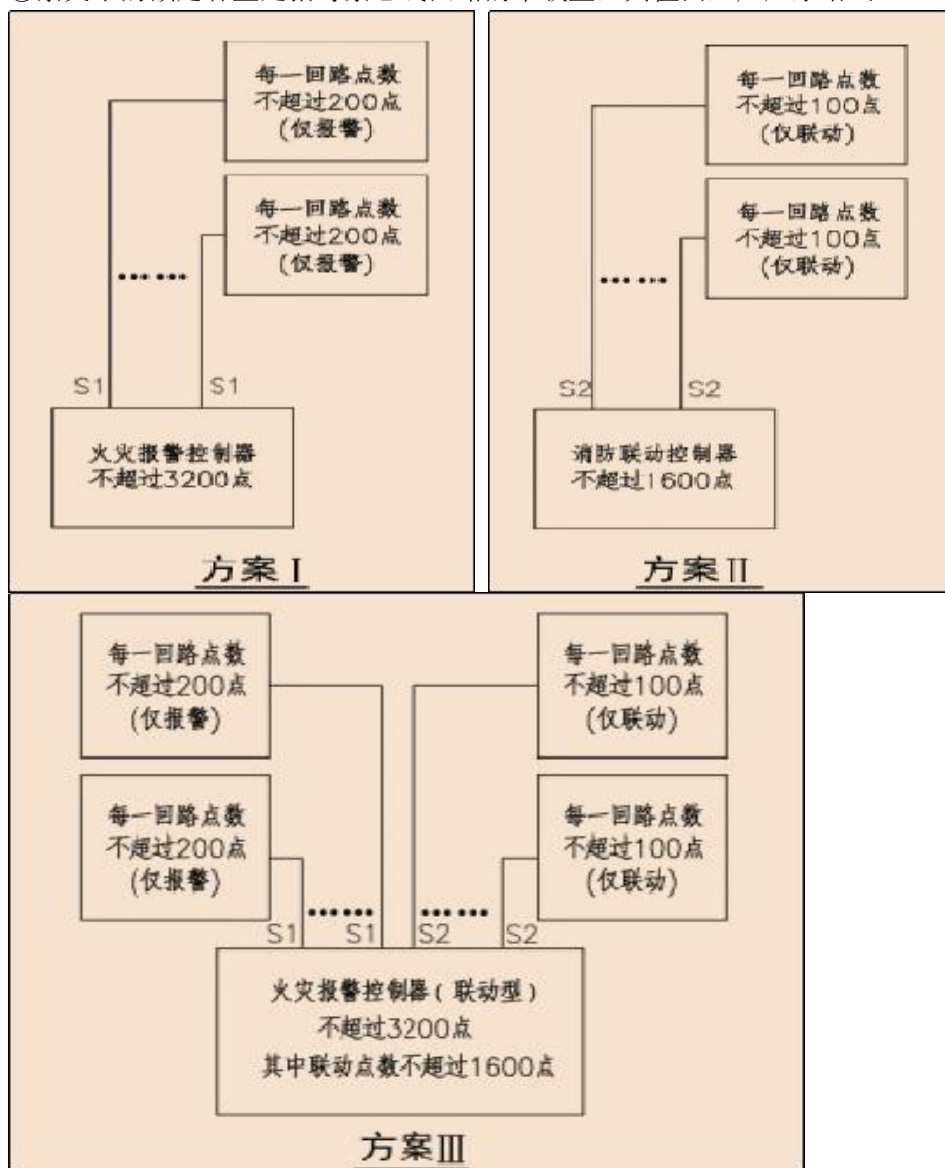 每一回路点数
不超过200点
(仅报警)
每一回路点数
不超过200点
(仅报警)
S1
S1
火灾报警控制器
不超过3200点
方案Ⅰ
每一回路点数
不超过100点
(仅联动)
每一回路点数
不超过100点
(仅联动)
S2
S2
消防联动控制器
不超过1600点
方案Ⅱ
每一回路点数
不超过200点
(仅报警)
每一回路点数
不超过200点
(仅报警)
每一回路点数
不超过100点
(仅联动)
每一回路点数
不超过100点
(仅联动)
S1 S1 S2 S2
火灾报警控制器(联动型)
不超过3200点
其中联动点数不超过1600点
方案Ⅲ